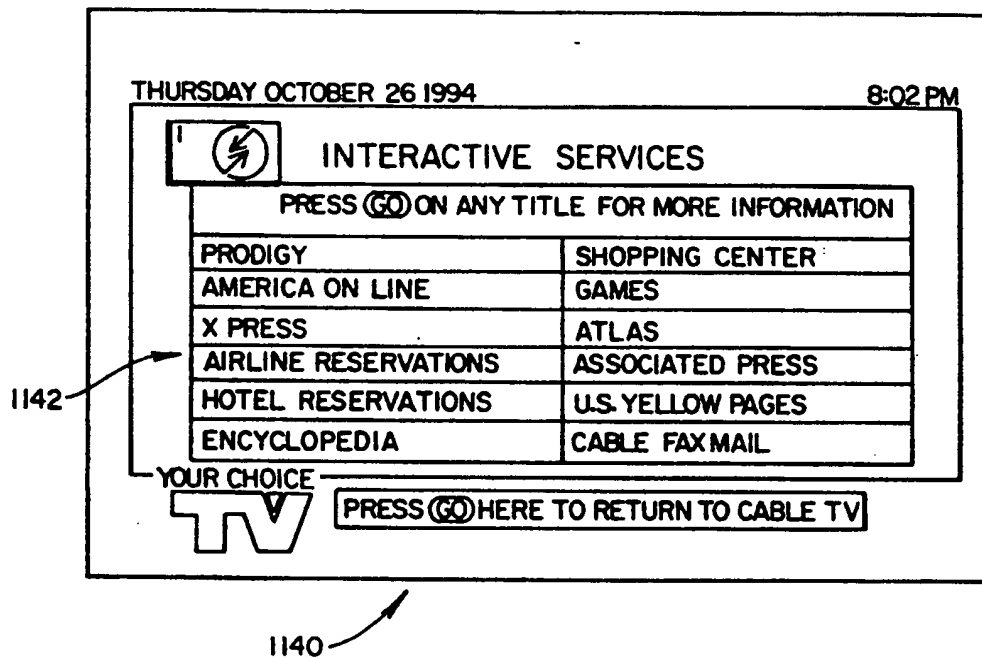 THURSDAY OCTOBER 26 1994 8:02 PM
1 INTERACTIVE SERVICES
PRESS GO ON ANY TITLE FOR MORE INFORMATION
PRODIGY SHOPPING CENTER
AMERICA ON LINE GAMES
X PRESS ATLAS
AIRLINE RESERVATIONS ASSOCIATED PRESS
HOTEL RESERVATIONS U.S. YELLOW PAGES
ENCYCLOPEDIA CABLE FAXMAIL
1142
YOUR CHOICE
TV PRESS GO HERE TO RETURN TO CABLE TV
1140